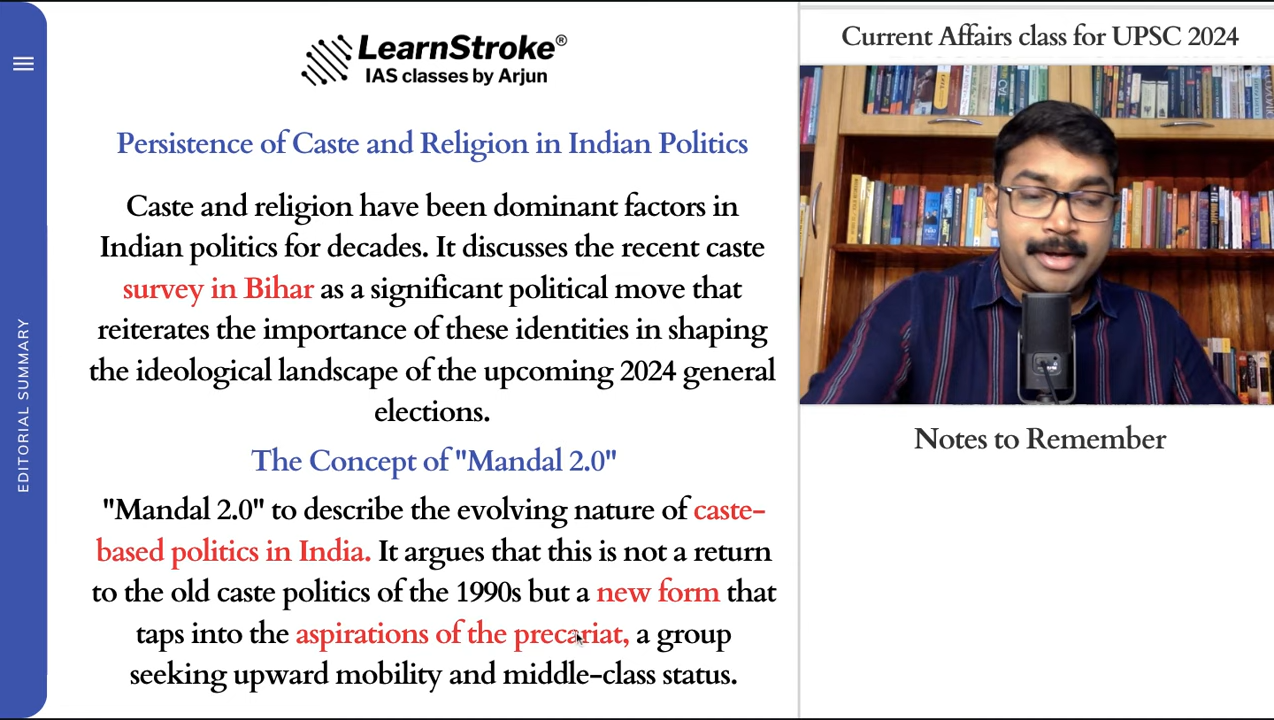 EDITORIAL SUMMARY
LearnStroke®
IAS classes by Arjun
Persistence of Caste and Religion in Indian Politics
Caste and religion have been dominant factors in
Indian politics for decades. It discusses the recent caste
survey in Bihar as a significant political move that
reiterates the importance of these identities in shaping
the ideological landscape of the upcoming 2024 general
elections.
The Concept of "Mandal 2.0"
"Mandal 2.0" to describe the evolving nature of caste-
based politics in India. It argues that this is not a return
to the old caste politics of the 1990s but a new form that
taps into the aspirations of the precariat, a group
seeking upward mobility and middle-class status.
Current Affairs class for UPSC 2024
Notes to Remember